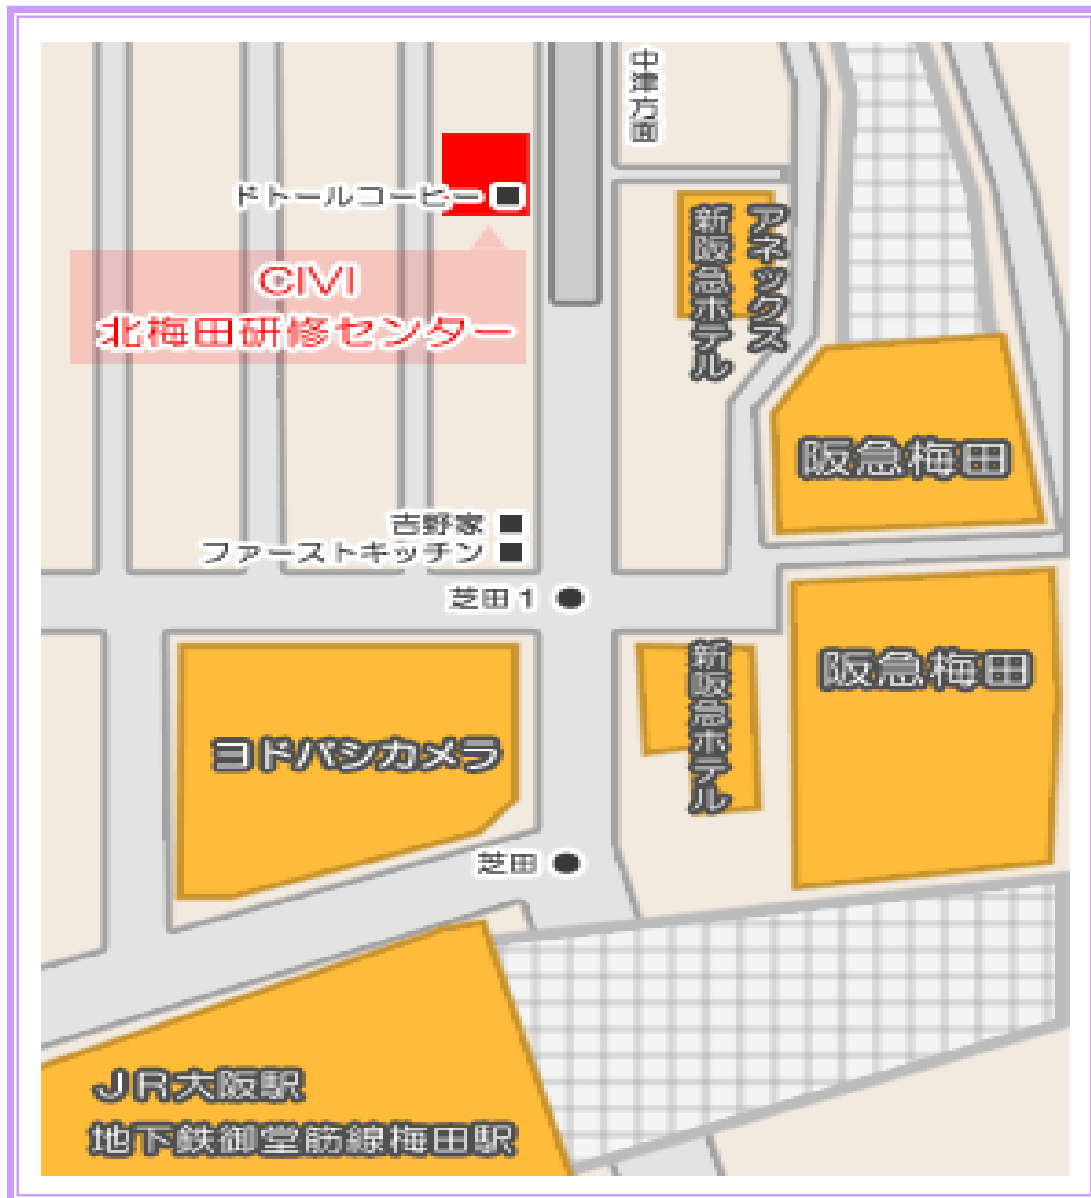 中津方面
ドトールコーヒー
CIVI
北梅田研修センター
アネックス
新阪急ホテル
阪急梅田
吉野家
ファーストキッチン
芝田1
新阪急ホテル
阪急梅田
ヨドバシカメラ
芝田
JR大阪駅
地下鉄御堂筋線梅田駅